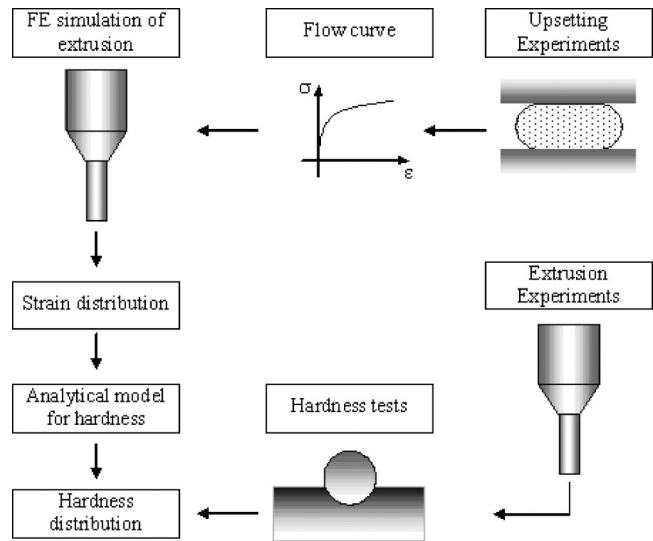 FE simulation of
extrusion
Flow curve
Upsetting
Experiments
σ
ε
Extrusion
Experiments
Strain distribution
Analytical model
for hardness
Hardness tests
Hardness
distribution